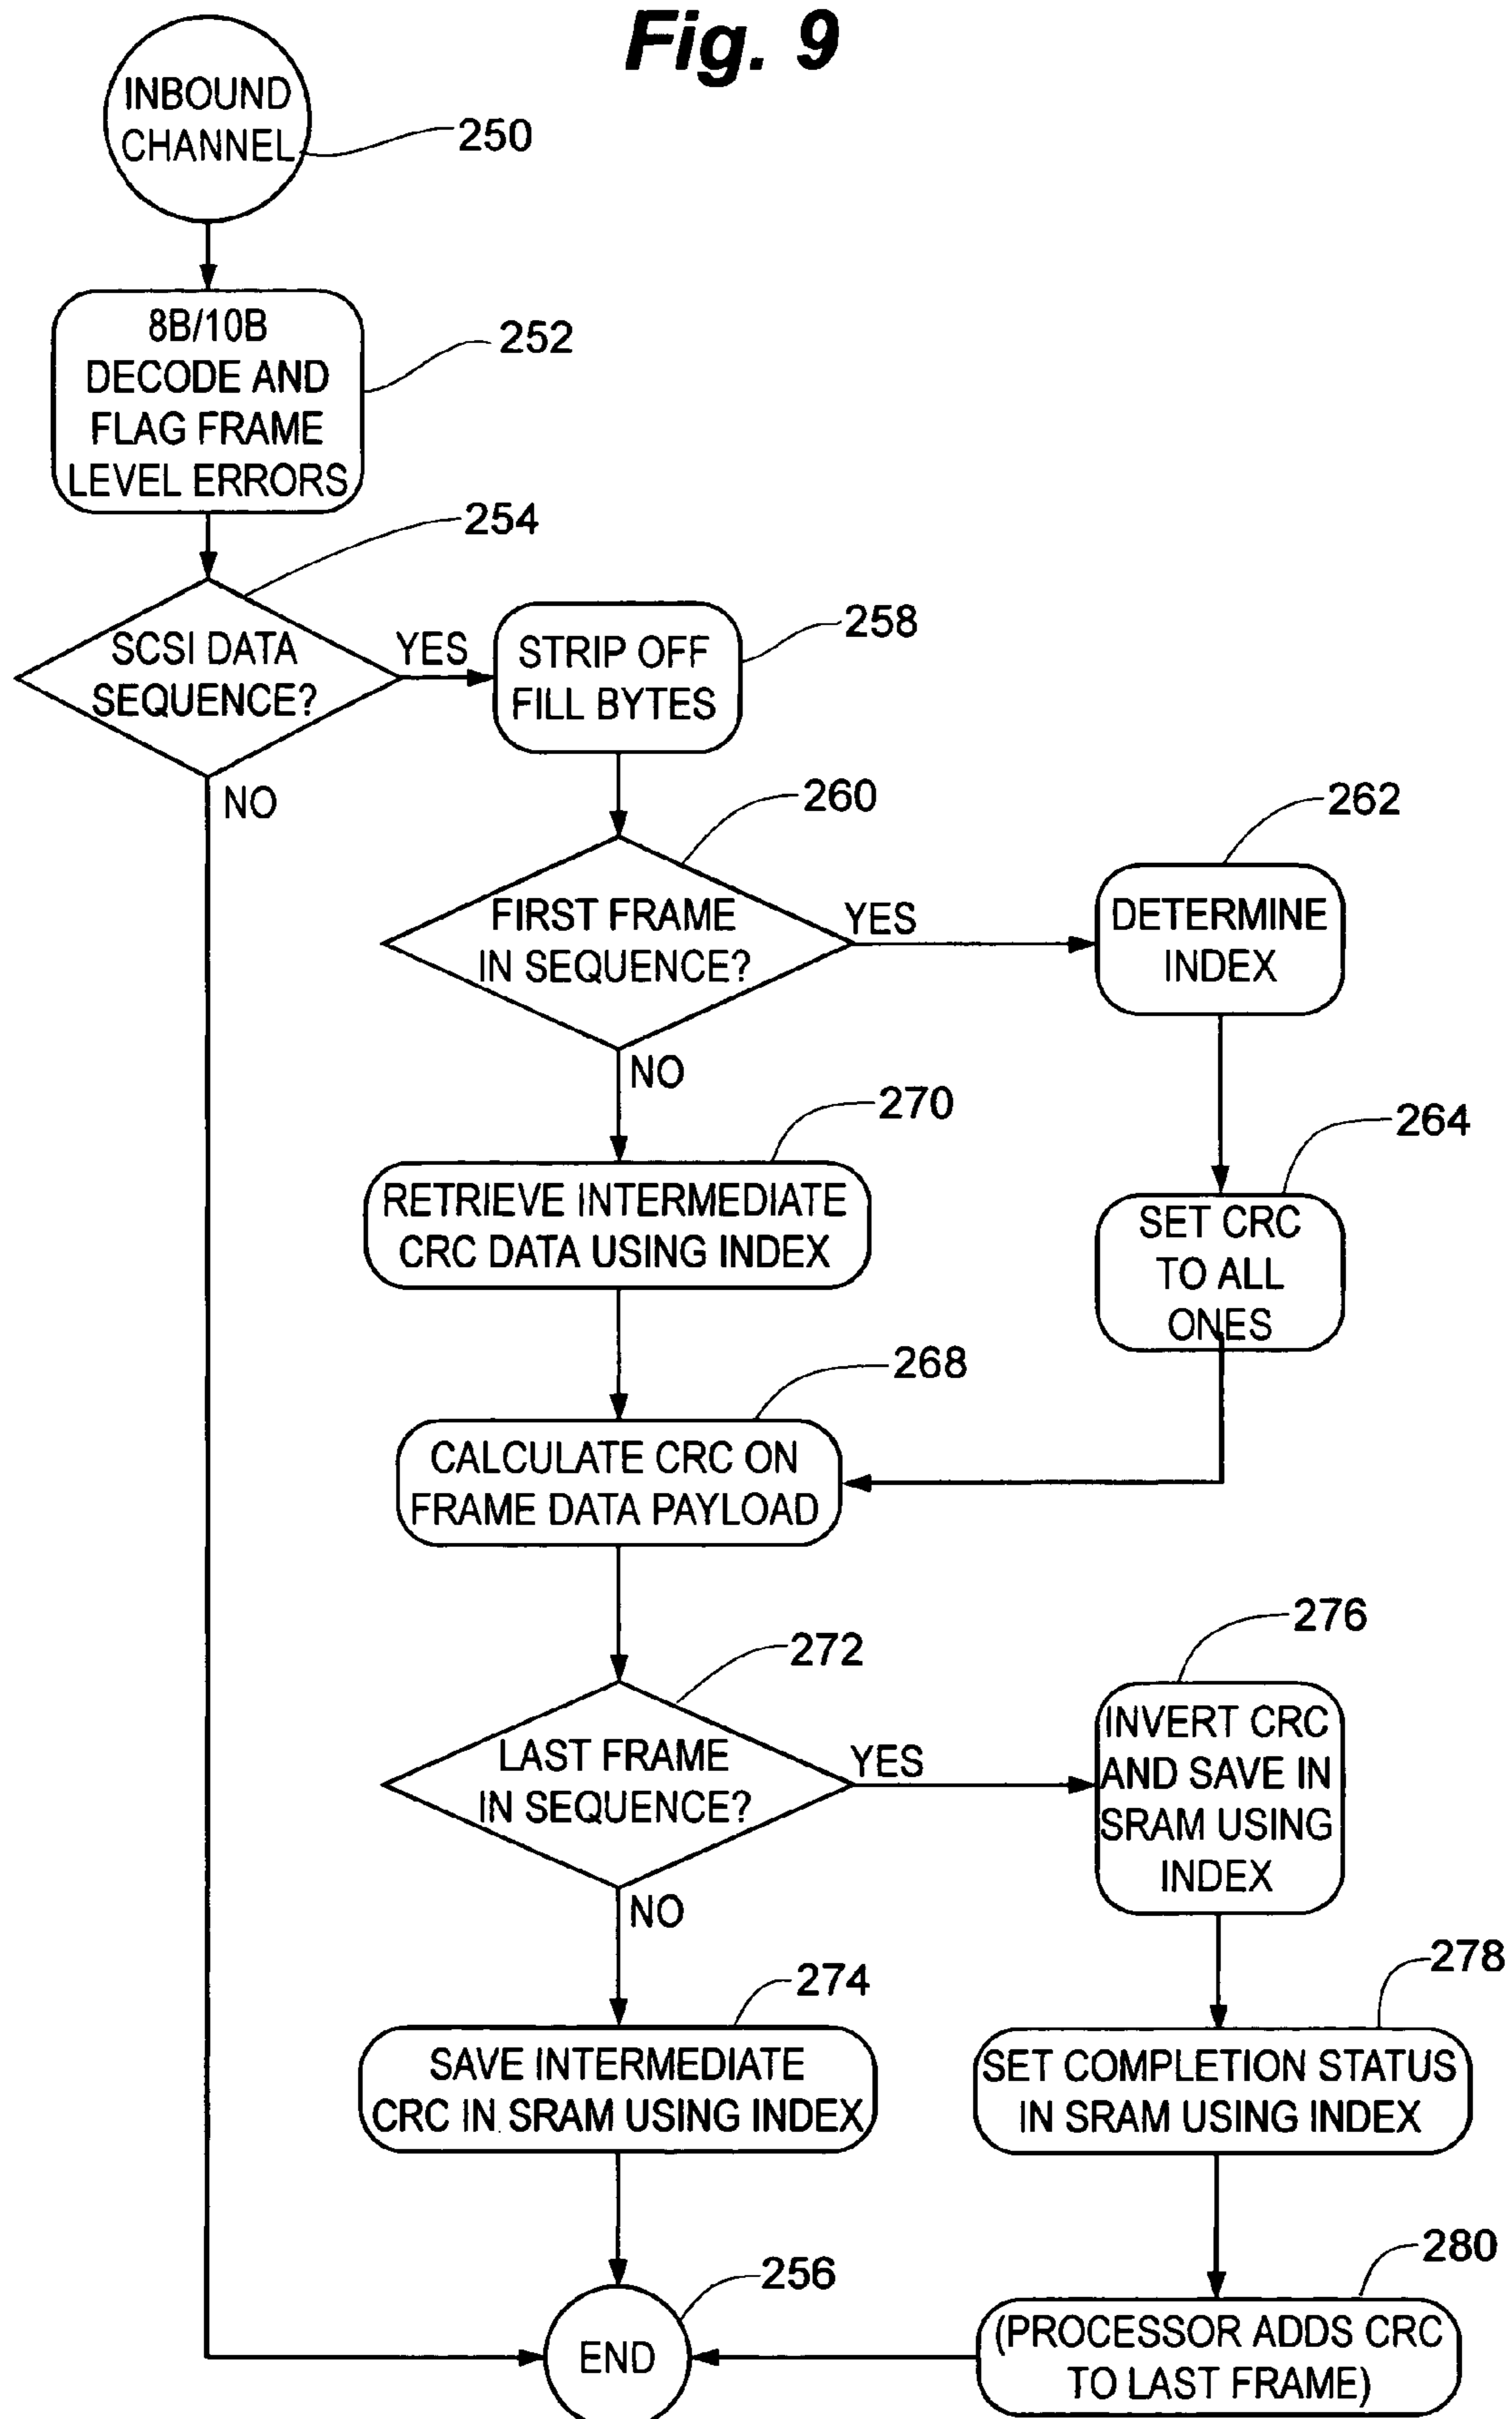 Fig. 9
INBOUND
CHANNEL
250
8B/10B
DECODE AND
FLAG FRAME
LEVEL ERRORS
252
254
SCSI DATA
SEQUENCE?
YES
NO
STRIP OFF
FILL BYTES
258
260
FIRST FRAME
IN SEQUENCE?
YES
NO
262
DETERMINE
INDEX
264
SET CRC
TO ALL
ONES
270
RETRIEVE INTERMEDIATE
CRC DATA USING INDEX
268
CALCULATE CRC ON
FRAME DATA PAYLOAD
272
LAST FRAME
IN SEQUENCE?
YES
NO
276
INVERT CRC
AND SAVE IN
SRAM USING
INDEX
274
SAVE INTERMEDIATE
CRC IN SRAM USING INDEX
278
SET COMPLETION STATUS
IN SRAM USING INDEX
256
END
280
(PROCESSOR ADDS CRC
TO LAST FRAME)